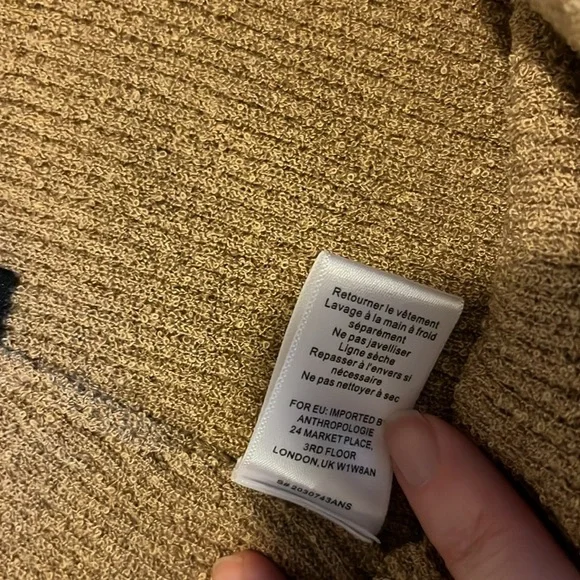 Retourner le vêtement
Lavage à la main à froid
séparément
Ne pas javelliser
Ligne sèche
Repasser à l'envers si
nécessaire
Ne pas nettoyer à sec
FOR EU: IMPORTED B
ANTHROPOLOGIE
24 MARKET PLACE,
3RD FLOOR
LONDON, UK W1W8AN
S# 2030743ANS